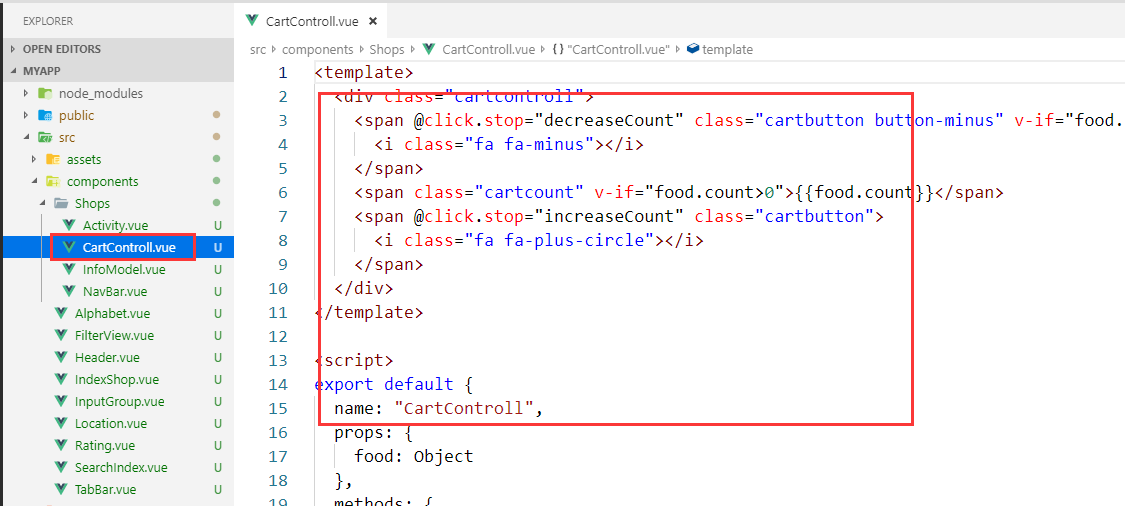 EXPLORER
OPEN EDITORS
MYAPP
node_modules
public
src
assets
components
Shops
Activity.vue U
CartControll.vue U
InfoModel.vue U
NavBar.vue U
Alphabet.vue U
FilterView.vue U
Header.vue U
IndexShop.vue U
InputGroup.vue U
Location.vue U
Rating.vue U
SearchIndex.vue U
TabBar.vue U
CartControll.vue ×
src › components › Shops › CartControll.vue › {} "CartControll.vue" › template
1 <template>
2 <div class="cartcontroll">
3 <span @click.stop="decreaseCount" class="cartbutton button-minus" v-if="food.
4 <i class="fa fa-minus"></i>
5 </span>
6 <span class="cartcount" v-if="food.count>0">{{food.count}}</span>
7 <span @click.stop="increaseCount" class="cartbutton">
8 <i class="fa fa-plus-circle"></i>
9 </span>
10 </div>
11 </template>
12
13 <script>
14 export default {
15 name: "CartControll",
16 props: {
17 food: Object
18 },
19 methods: {